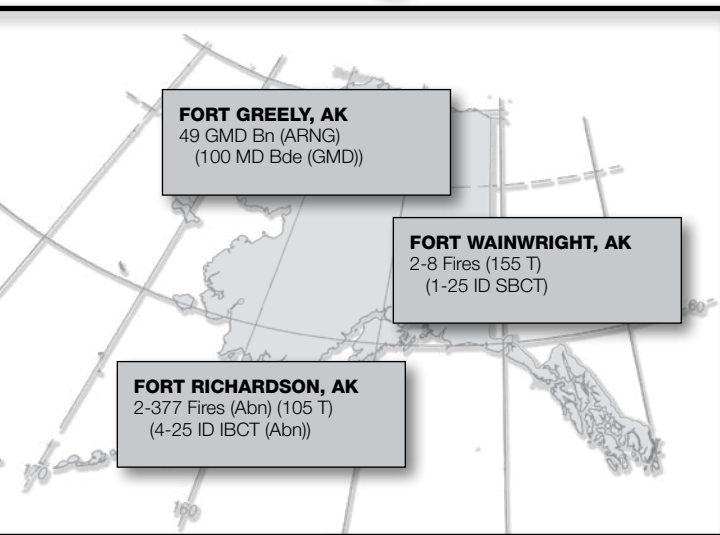 FORT GREELY, AK
49 GMD Bn (ARNG)
(100 MD Bde (GMD))
FORT WAINWRIGHT, AK
2-8 Fires (155 T)
(1-25 ID SBCT)
60
FORT RICHARDSON, AK
2-377 Fires (Abn) (105 T)
(4-25 ID IBCT (Abn))
170
160